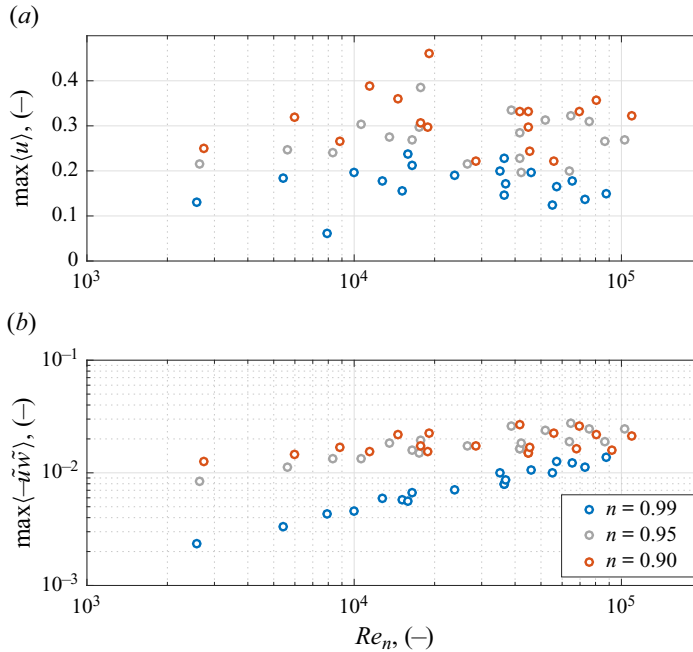 (a)
max⟨u⟩, (–)
0.4
0.3
0.2
0.1
0
10³
10⁴
10⁵
(b)
max⟨–ũw̃⟩, (–)
10⁻¹
10⁻²
10⁻³
n = 0.99
n = 0.95
n = 0.90
10³
10⁴
10⁵
Reₙ, (–)